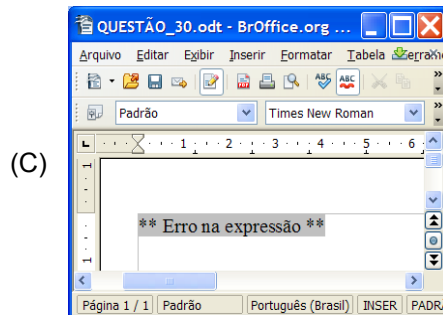 QUESTÃO_30.odt - BrOffice.org ...
Arquivo Editar Exibir Inserir Formatar Tabela
Padrão Times New Roman
1 2 3 4 5 6
(C)
** Erro na expressão **
Página 1 / 1 Padrão Português (Brasil) INSER PADR